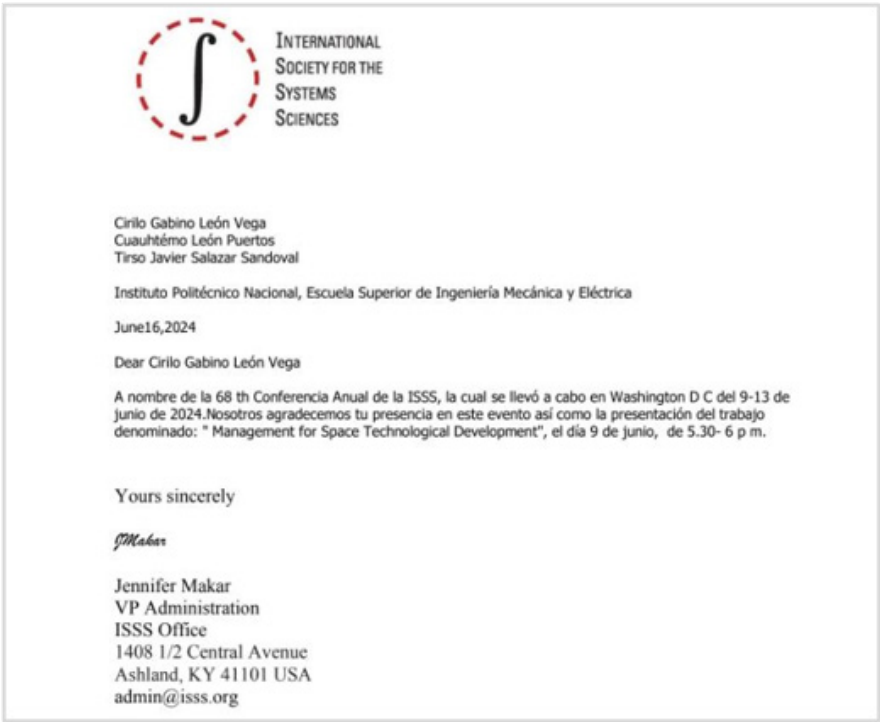 INTERNATIONAL
SOCIETY FOR THE
SYSTEMS
SCIENCES
Cirilo Gabino León Vega
Cuauhtémo León Puertos
Tirso Javier Salazar Sandoval
Instituto Politécnico Nacional, Escuela Superior de Ingeniería Mecánica y Eléctrica
June16,2024
Dear Cirilo Gabino León Vega
A nombre de la 68 th Conferencia Anual de la ISSS, la cual se llevó a cabo en Washington D C del 9-13 de
junio de 2024.Nosotros agradecemos tu presencia en este evento así como la presentación del trabajo
denominado: " Management for Space Technological Development", el día 9 de junio, de 5.30- 6 p m.
Yours sincerely
JMakar
Jennifer Makar
VP Administration
ISSS Office
1408 1/2 Central Avenue
Ashland, KY 41101 USA
admin@isss.org